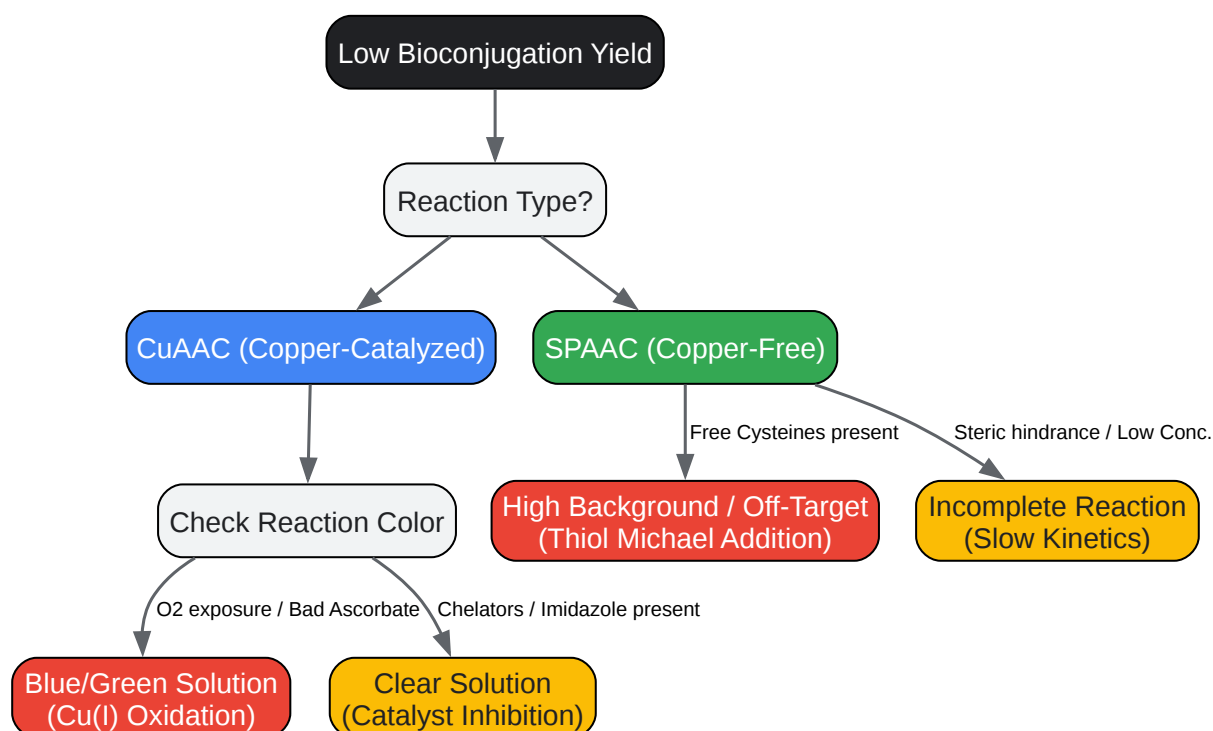 Low Bioconjugation Yield
Reaction Type?
CuAAC (Copper-Catalyzed)
SPAAC (Copper-Free)
Free Cysteines present
Steric hindrance / Low Conc.
Check Reaction Color
High Background / Off-Target
(Thiol Michael Addition)
Incomplete Reaction
(Slow Kinetics)
O2 exposure / Bad Ascorbate
Chelators / Imidazole present
Blue/Green Solution
(Cu(I) Oxidation)
Clear Solution
(Catalyst Inhibition)